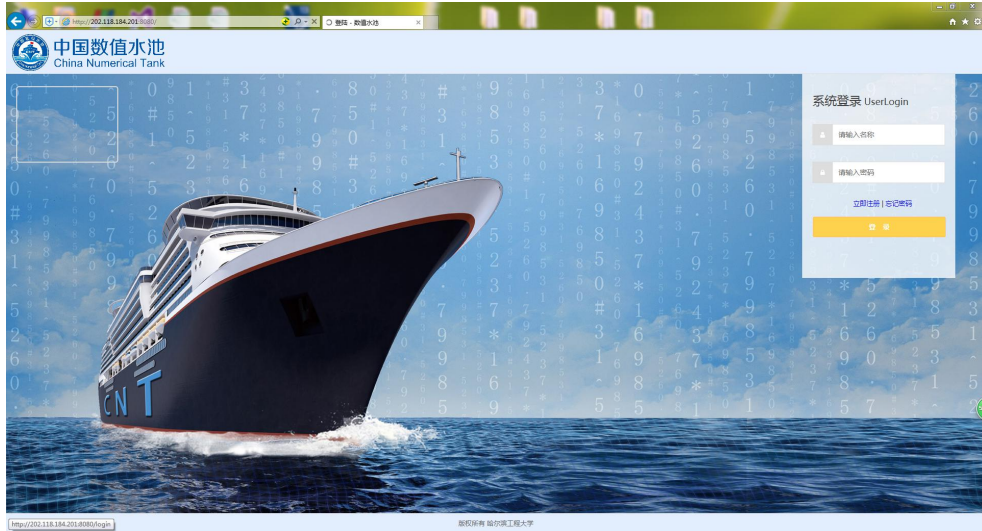 http://202.118.184.201:8080/
登陆 - 数值水池
中国数值水池
China Numerical Tank
系统登录 UserLogin
请输入名称
请输入密码
立即注册 | 忘记密码
登 录
CNT
http://202.118.184.201:8080/login
版权所有 哈尔滨工程大学